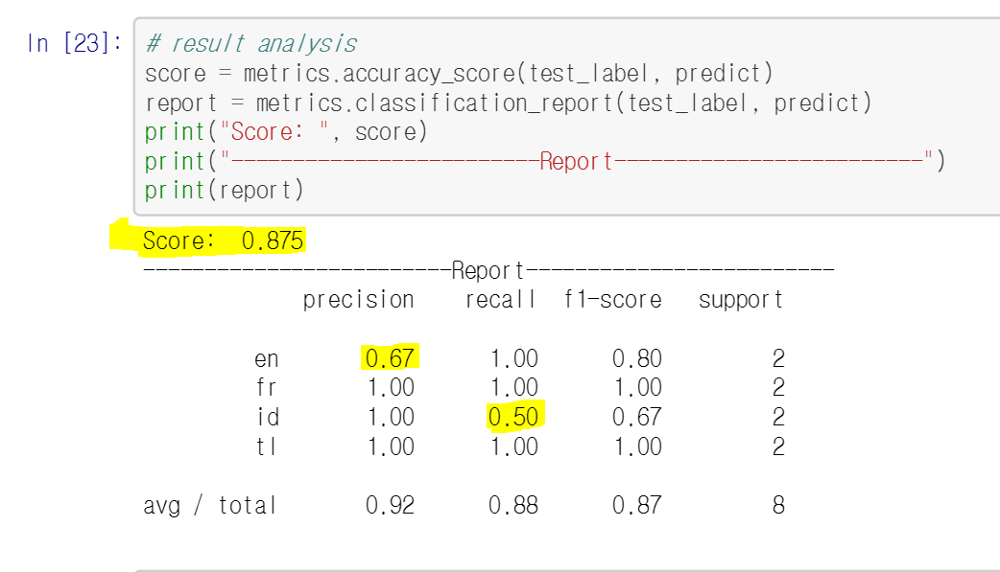 In [23]: # result analysis
score = metrics.accuracy_score(test_label, predict)
report = metrics.classification_report(test_label, predict)
print("Score: ", score)
print("-------------------------Report-------------------------")
print(report)
Score:  0.875
-------------------------Report-------------------------
precision    recall  f1-score   support
en       0.67      1.00      0.80         2
fr       1.00      1.00      1.00         2
id       1.00      0.50      0.67         2
tl       1.00      1.00      1.00         2
avg / total       0.92      0.88      0.87         8